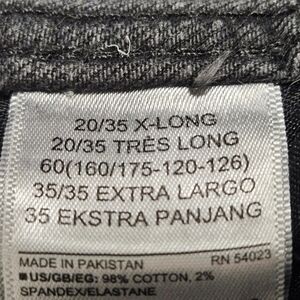 20/35 X-LONG
20/35 TRÈS LONG
60(160/175-120-126)
35/35 EXTRA LARGO
35 EKSTRA PANJANG
MADE IN PAKISTAN RN 54023
■US/GB/EG: 98% COTTON, 2%
SPANDEX/ELASTANE